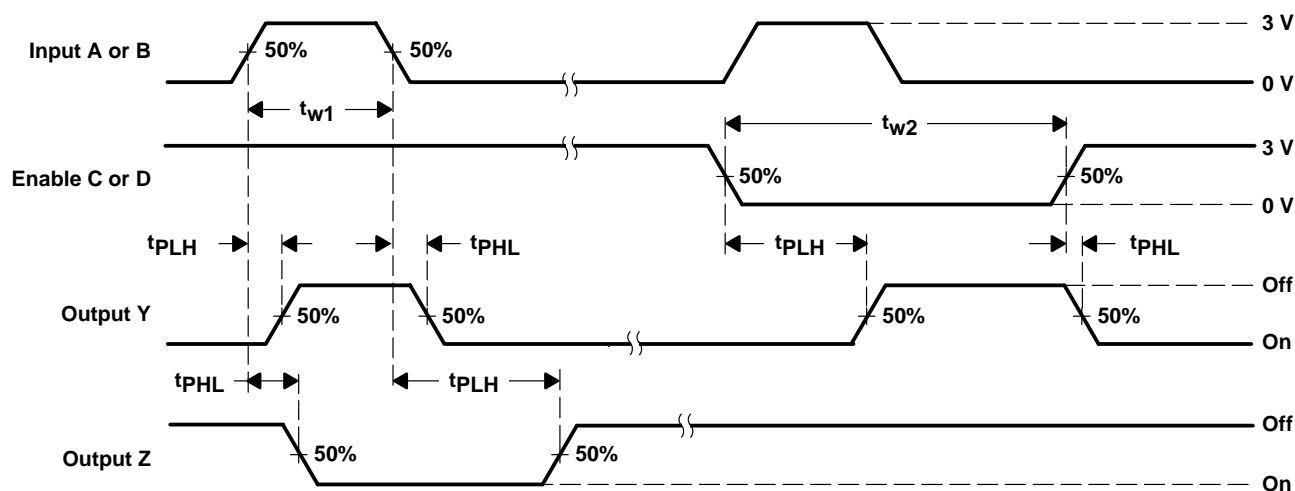 3 V
Input A or B
50%
50%
0 V
tw1
tw2
3 V
Enable C or D
50%
50%
0 V
tPLH
tPHL
tPLH
tPHL
Off
Output Y
50%
50%
50%
50%
On
tPHL
tPLH
Off
Output Z
50%
50%
On